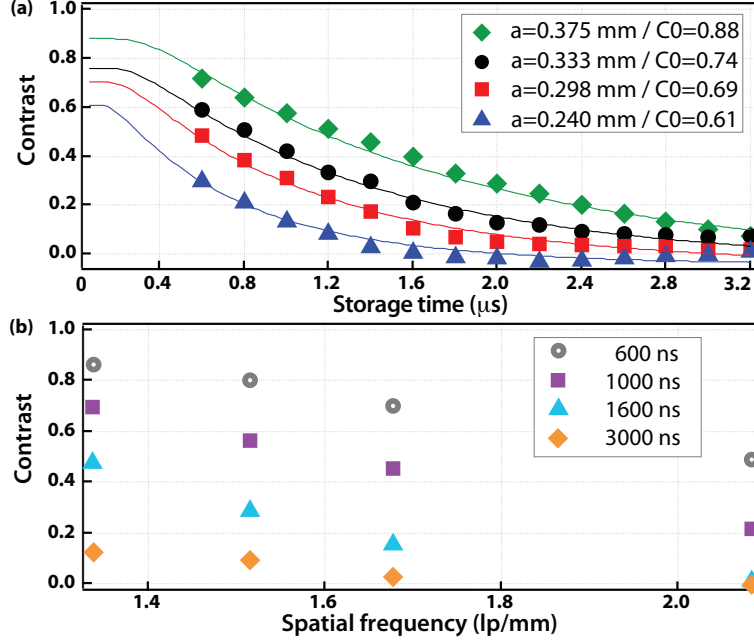 (a)
1.0
0.8
0.6
0.4
0.2
0.0
Contrast
a=0.375 mm / C0=0.88
a=0.333 mm / C0=0.74
a=0.298 mm / C0=0.69
a=0.240 mm / C0=0.61
0 0.4 0.8 1.2 1.6 2.0 2.4 2.8 3.2
Storage time (μs)
(b)
1.0
0.8
0.6
0.4
0.2
0.0
Contrast
600 ns
1000 ns
1600 ns
3000 ns
1.4 1.6 1.8 2.0
Spatial frequency (lp/mm)